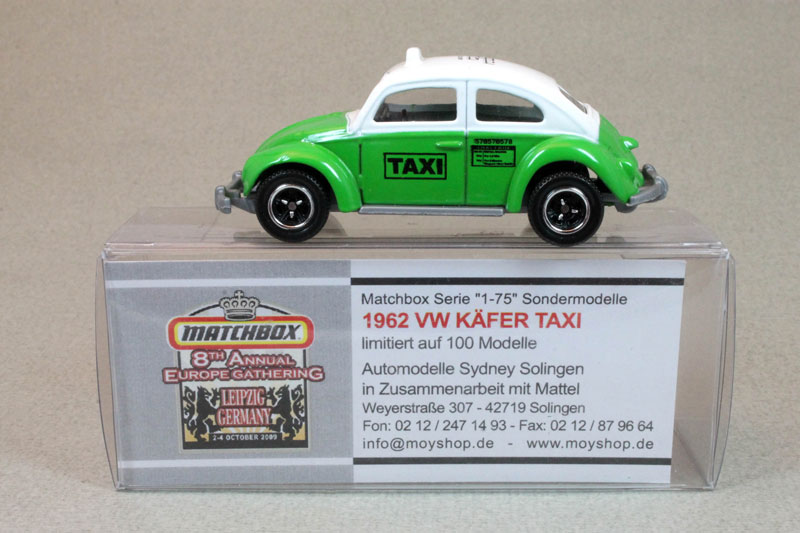 TAXI
MATCHBOX
8TH ANNUAL
EUROPE GATHERING
LEIPZIG
GERMANY
2-4 OCTOBER 2009
Matchbox Serie "1-75" Sondermodelle
1962 VW KÄFER TAXI
limitiert auf 100 Modelle
Automodelle Sydney Solingen
in Zusammenarbeit mit Mattel
Weyerstraße 307 - 42719 Solingen
Fon: 02 12 / 247 14 93 - Fax: 02 12 / 87 96 64
info@moyshop.de - www.moyshop.de